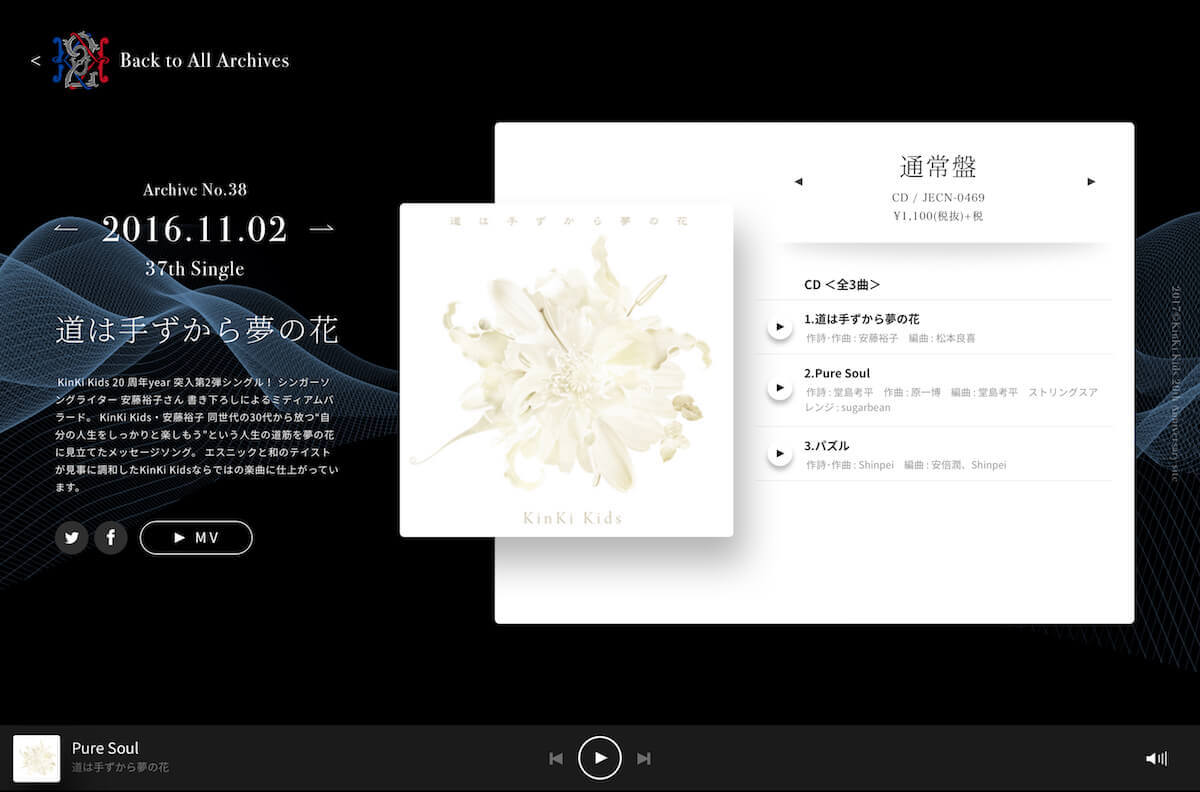 < Back to All Archives
Archive No.38
← 2016.11.02 →
37th Single
道は手ずから夢の花
KinKi Kids 20 周年year 突入第2弾シングル！ シンガーソ
ングライター 安藤裕子さん 書き下ろしによるミディアムバ
ラード。 KinKi Kids・安藤裕子 同世代の30代から放つ“自
分の人生をしっかりと楽しもう”という人生の道筋を夢の花
に見立てたメッセージソング。 エスニックと和のテイスト
が見事に調和したKinKi Kidsならではの楽曲に仕上がってい
ます。
▶ MV
道は手ずから夢の花
KinKi Kids
◀ 通常盤 ▶
CD / JECN-0469
¥1,100(税抜)+税
CD ＜全3曲＞
1.道は手ずから夢の花
作詩・作曲 : 安藤裕子　編曲 : 松本良喜
2.Pure Soul
作詩 : 堂島孝平　作曲 : 原一博　編曲 : 堂島孝平　ストリングスア
レンジ : sugarbean
3.パズル
作詩・作曲 : Shinpei　編曲 : 安倍潤、Shinpei
2017©KinKi Kids 20th Anniversary site
Pure Soul
道は手ずから夢の花